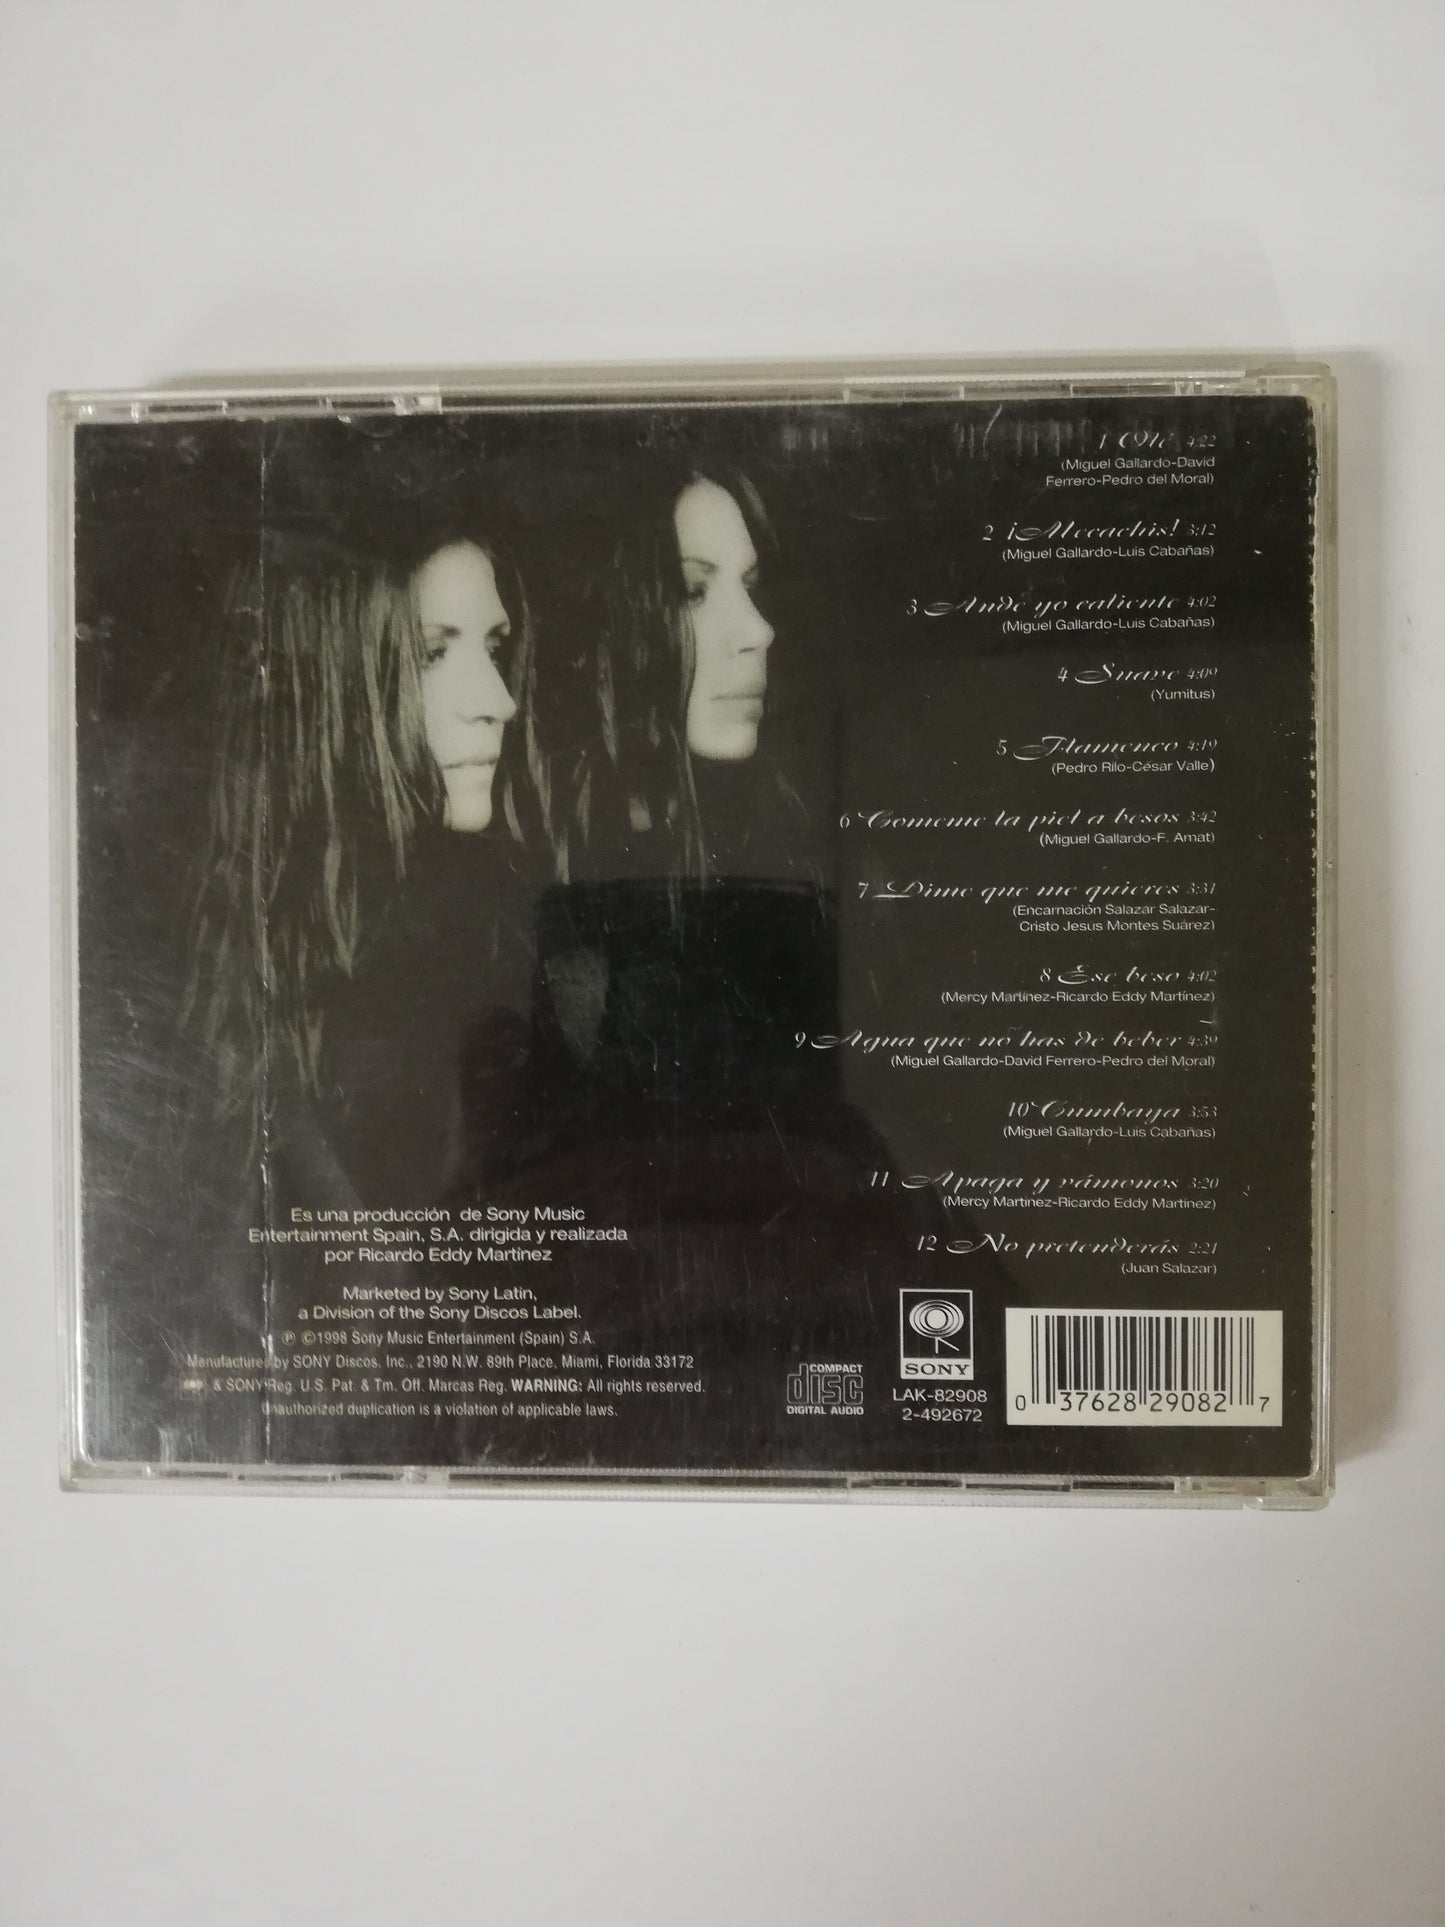 1 Olé 4:22
(Miguel Gallardo-David
Ferrero-Pedro del Moral)
2 ¡Mecachis! 3:12
(Miguel Gallardo-Luis Cabañas)
3 Ande yo caliente 4:02
(Miguel Gallardo-Luis Cabañas)
4 Suave 4:09
(Yumitus)
5 Flamenco 4:19
(Pedro Rilo-César Valle)
6 Comeme la piel a besos 3:42
(Miguel Gallardo-F. Amat)
7 Dime que me quieres 3:31
(Encarnación Salazar Salazar-
Cristo Jesus Montes Suárez)
8 Ese beso 4:02
(Mercy Martínez-Ricardo Eddy Martínez)
9 Agua que no has de beber 4:39
(Miguel Gallardo-David Ferrero-Pedro del Moral)
10 Cumbaya 3:53
(Miguel Gallardo-Luis Cabañas)
11 Apaga y vámonos 3:20
(Mercy Martínez-Ricardo Eddy Martínez)
12 No pretenderás 2:21
(Juan Salazar)
Es una producción de Sony Music
Entertainment Spain, S.A. dirigida y realizada
por Ricardo Eddy Martínez
Marketed by Sony Latin,
a Division of the Sony Discos Label.
℗ ©1998 Sony Music Entertainment (Spain) S.A.
Manufactured by SONY Discos, Inc., 2190 N.W. 89th Place, Miami, Florida 33172
& SONY Reg. U.S. Pat. & Tm. Off. Marcas Reg. WARNING: All rights reserved.
Unauthorized duplication is a violation of applicable laws.
COMPACT
disc
DIGITAL AUDIO
SONY
LAK-82908
2-492672
0 37628 29082 7